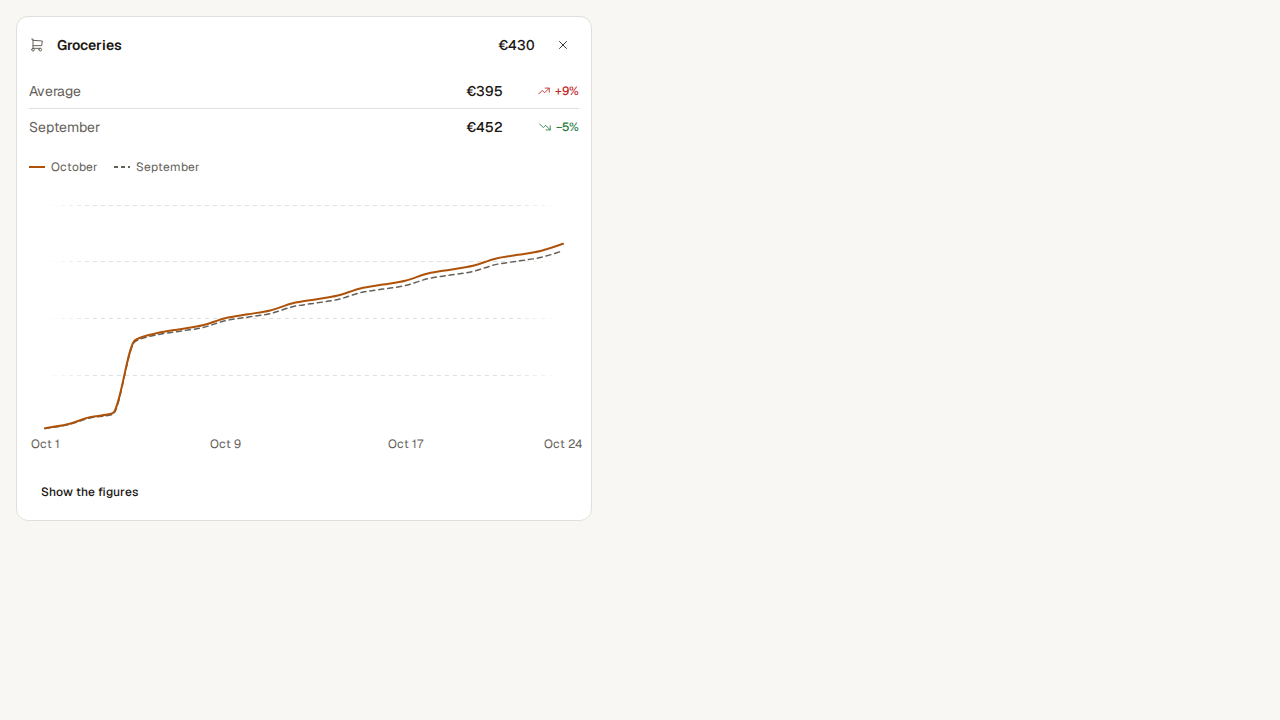 Groceries €430
Average €395 +9%
September €452 −5%
October September
Oct 1 Oct 9 Oct 17 Oct 24
Show the figures